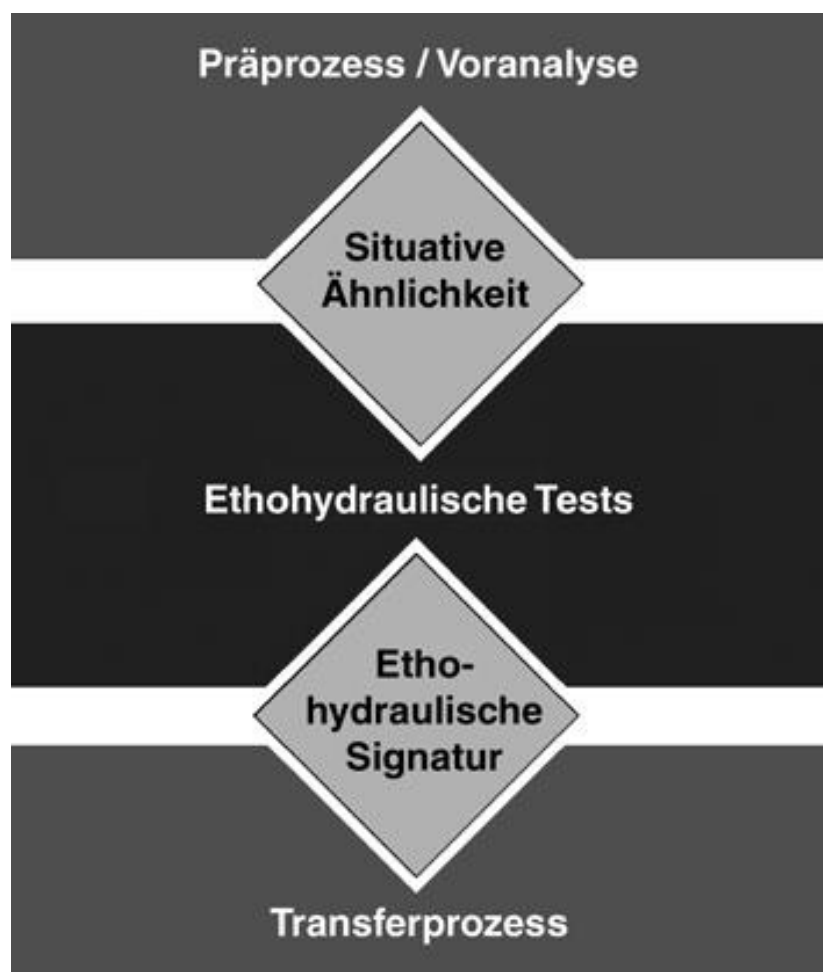 Präprozess / Voranalyse
Situative
Ähnlichkeit
Ethohydraulische Tests
Etho-
hydraulische
Signatur
Transferprozess